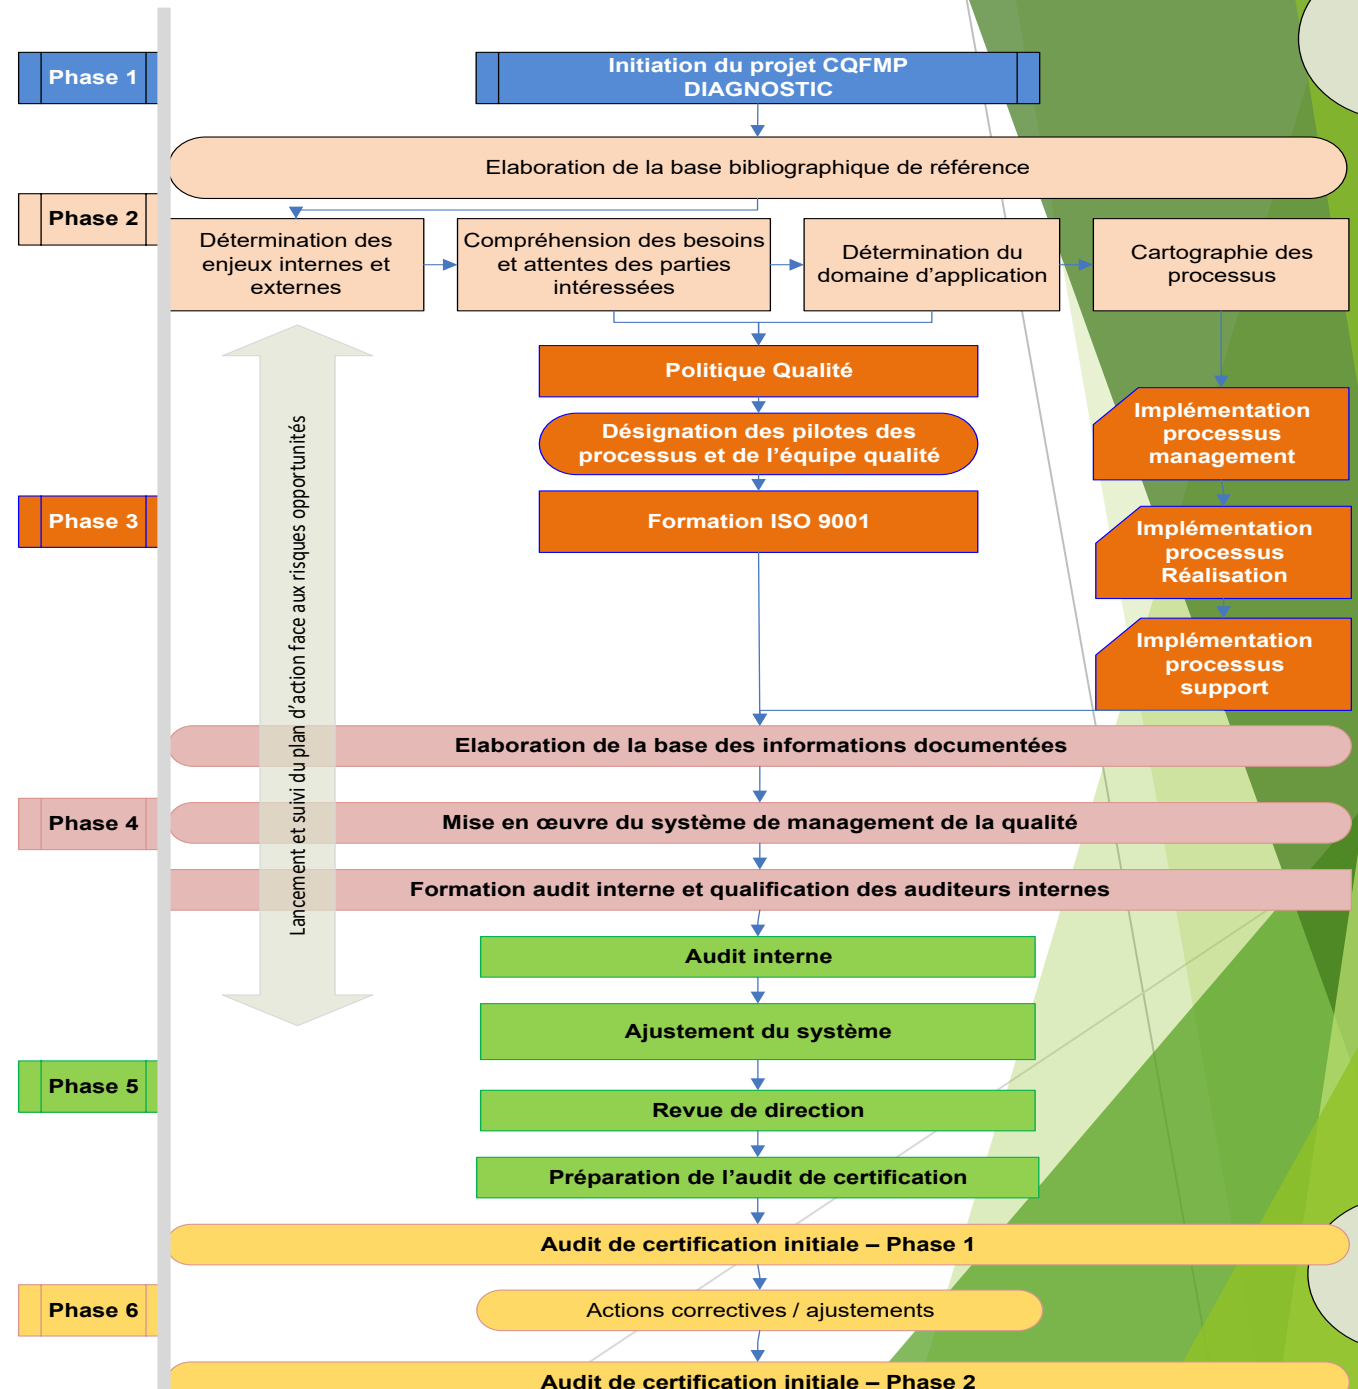 Phase 1
Initiation du projet CQFMP
DIAGNOSTIC
Elaboration de la base bibliographique de référence
Phase 2
Détermination des
enjeux internes et
externes
Compréhension des besoins
et attentes des parties
intéressées
Détermination du
domaine d’application
Cartographie des
processus
Politique Qualité
Désignation des pilotes des
processus et de l’équipe qualité
Phase 3
Formation ISO 9001
Implémentation
processus
management
Implémentation
processus
Réalisation
Implémentation
processus
support
Lancement et suivi du plan d’action face aux risques opportunités
Elaboration de la base des informations documentées
Phase 4
Mise en œuvre du système de management de la qualité
Formation audit interne et qualification des auditeurs internes
Audit interne
Ajustement du système
Phase 5
Revue de direction
Préparation de l’audit de certification
Audit de certification initiale – Phase 1
Phase 6
Actions correctives / ajustements
Audit de certification initiale – Phase 2